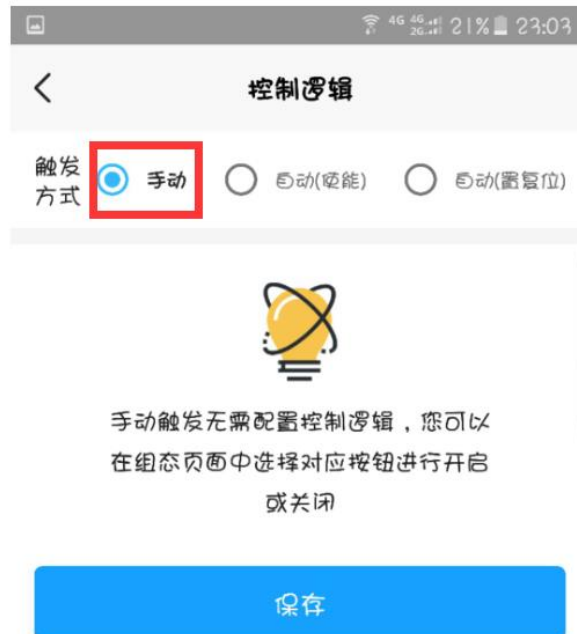 4G 4G 2G 21% 23:03
控制逻辑
触发方式 手动 自动(使能) 自动(置复位)
手动触发无需配置控制逻辑，您可以
在组态页面中选择对应按钮进行开启
或关闭
保存